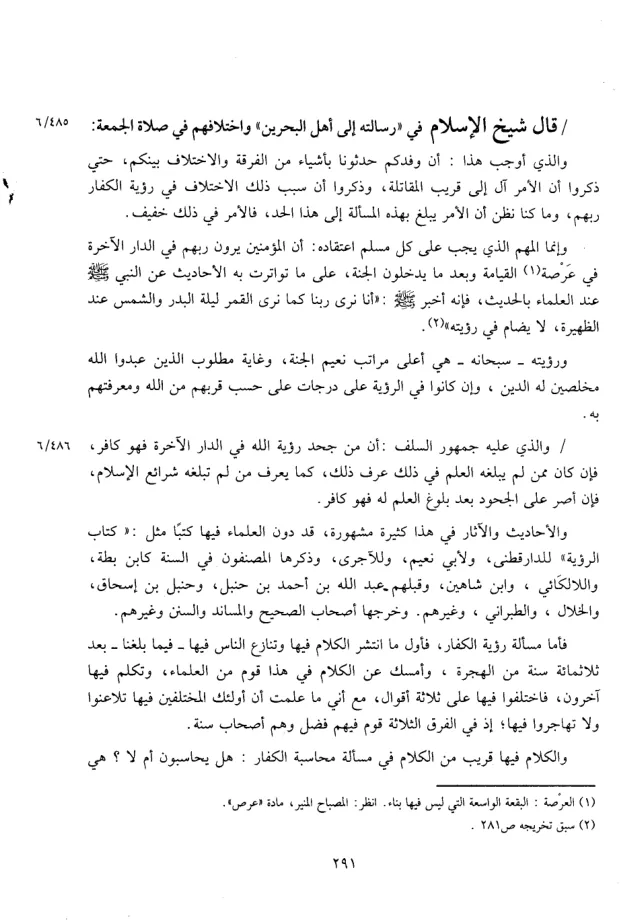 / قال شيخ الإسلام في «رسالته إلى أهل البحرين» واختلافهم في صلاة الجمعة: ٦/٤٨٥
والذي أوجب هذا : أن وفدكم حدثونا بأشياء من الفرقة والاختلاف بينكم، حتي
ذكروا أن الأمر آل إلى قريب المقاتلة، وذكروا أن سبب ذلك الاختلاف في رؤية الكفار
ربهم، وما كنا نظن أن الأمر يبلغ بهذه المسألة إلى هذا الحد، فالأمر في ذلك خفيف.
وإنما المهم الذي يجب على كل مسلم اعتقاده: أن المؤمنين يرون ربهم في الدار الآخرة
في عَرْصة(١) القيامة وبعد ما يدخلون الجنة، على ما تواترت به الأحاديث عن النبي ﷺ
عند العلماء بالحديث، فإنه أخبر ﷺ :«أنا نرى ربنا كما نرى القمر ليلة البدر والشمس عند
الظهيرة، لا يضام في رؤيته»(٢).
ورؤيته ـ سبحانه ـ هي أعلى مراتب نعيم الجنة، وغاية مطلوب الذين عبدوا الله
مخلصين له الدين ، وإن كانوا في الرؤية على درجات على حسب قربهم من الله ومعرفتهم
به.
/ والذي عليه جمهور السلف :أن من جحد رؤية الله في الدار الآخرة فهو كافر، ٦/٤٨٦
فإن كان ممن لم يبلغه العلم في ذلك عرف ذلك، كما يعرف من لم تبلغه شرائع الإسلام،
فإن أصر على الجحود بعد بلوغ العلم له فهو كافر.
والأحاديث والآثار في هذا كثيرة مشهورة، قد دون العلماء فيها كتبًا مثل :« كتاب
الرؤية» للدارقطنى، ولأبي نعيم، وللآجرى، وذكرها المصنفون في السنة كابن بطة،
واللالكَائي ، وابن شاهين، وقبلهم عبد الله بن أحمد بن حنبل، وحنبل بن إسحاق،
والخلال ، والطبراني ، وغيرهم. وخرجها أصحاب الصحيح والمساند والسنن وغيرهم.
فأما مسألة رؤية الكفار، فأول ما انتشر الكلام فيها وتنازع الناس فيها ـ فيما بلغنا ـ بعد
ثلاثمائة سنة من الهجرة ، وأمسك عن الكلام في هذا قوم من العلماء، وتكلم فيها
آخرون، فاختلفوا فيها على ثلاثة أقوال، مع أني ما علمت أن أولئك المختلفين فيها تلاعنوا
ولا تهاجروا فيها؛ إذ في الفرق الثلاثة قوم فيهم فضل وهم أصحاب سنة.
والكلام فيها قريب من الكلام في مسألة محاسبة الكفار : هل يحاسبون أم لا ؟ هي
(١) العرْصة : البقعة الواسعة التي ليس فيها بناء. انظر: المصباح المنير، مادة «عرص».
(٢) سبق تخريجه ص٢٨١ .
٢٩١